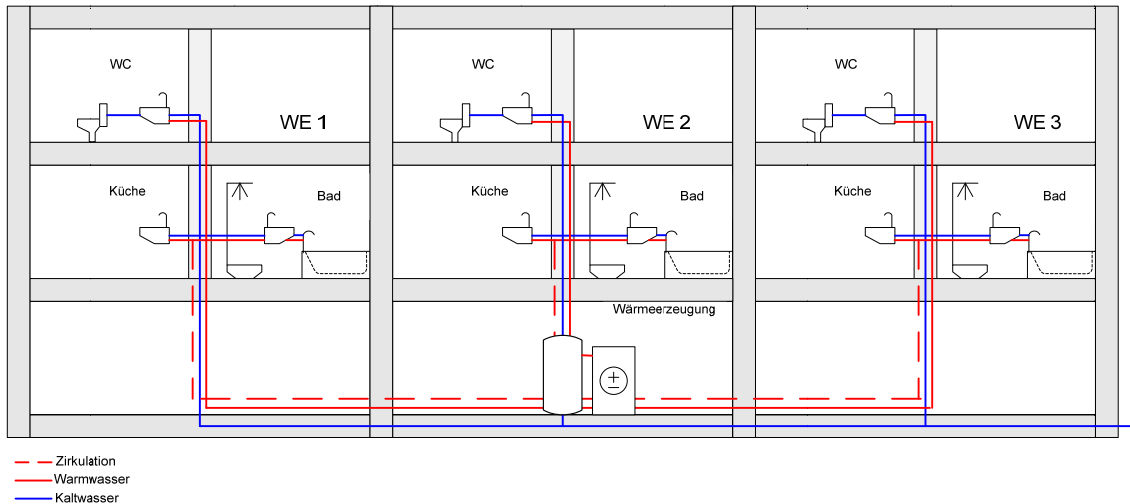 WC
WC
WC
WE 1
WE 2
WE 3
Küche
Bad
Küche
Bad
Küche
Bad
Wärmeerzeugung
Zirkulation
Warmwasser
Kaltwasser